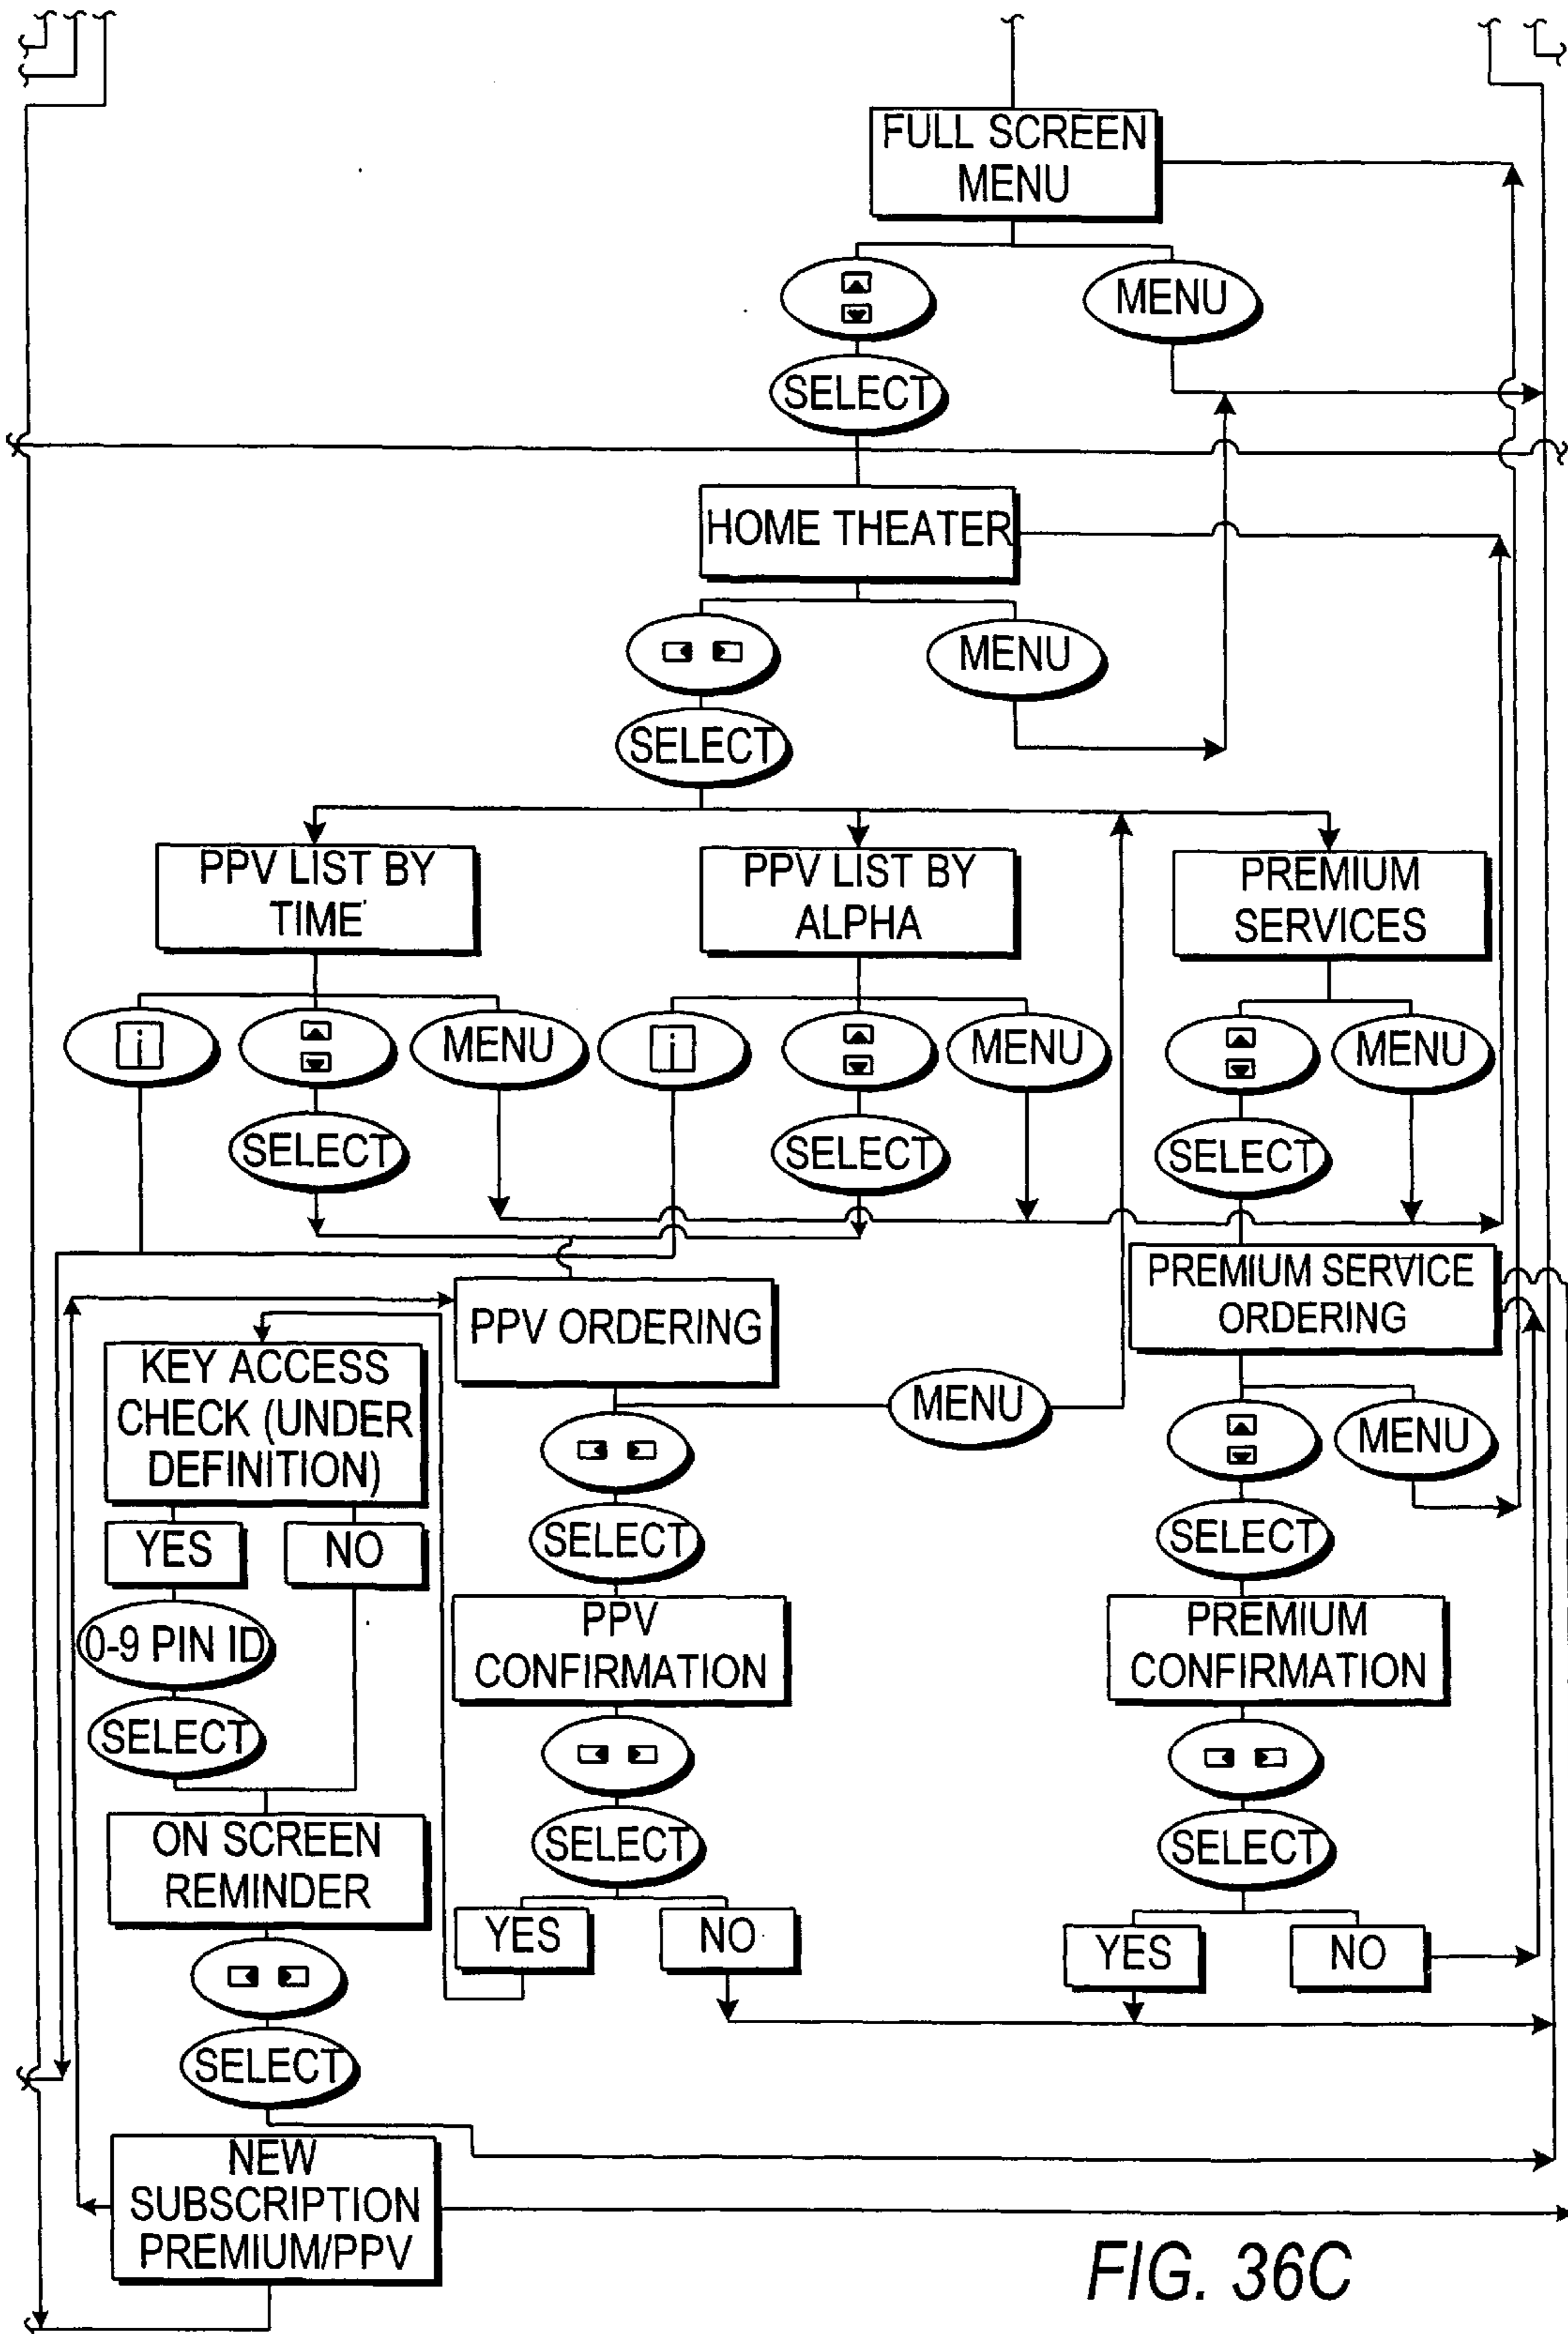 FULL SCREEN
MENU
MENU
SELECT
HOME THEATER
MENU
SELECT
PPV LIST BY
TIME
PPV LIST BY
ALPHA
PREMIUM
SERVICES
i
MENU
i
MENU
MENU
SELECT
SELECT
SELECT
PREMIUM SERVICE
ORDERING
PPV ORDERING
KEY ACCESS
CHECK (UNDER
DEFINITION)
MENU
MENU
YES
NO
SELECT
SELECT
0-9 PIN ID
PPV
CONFIRMATION
PREMIUM
CONFIRMATION
SELECT
ON SCREEN
REMINDER
SELECT
SELECT
YES
NO
YES
NO
SELECT
NEW
SUBSCRIPTION
PREMIUM/PPV
FIG. 36C